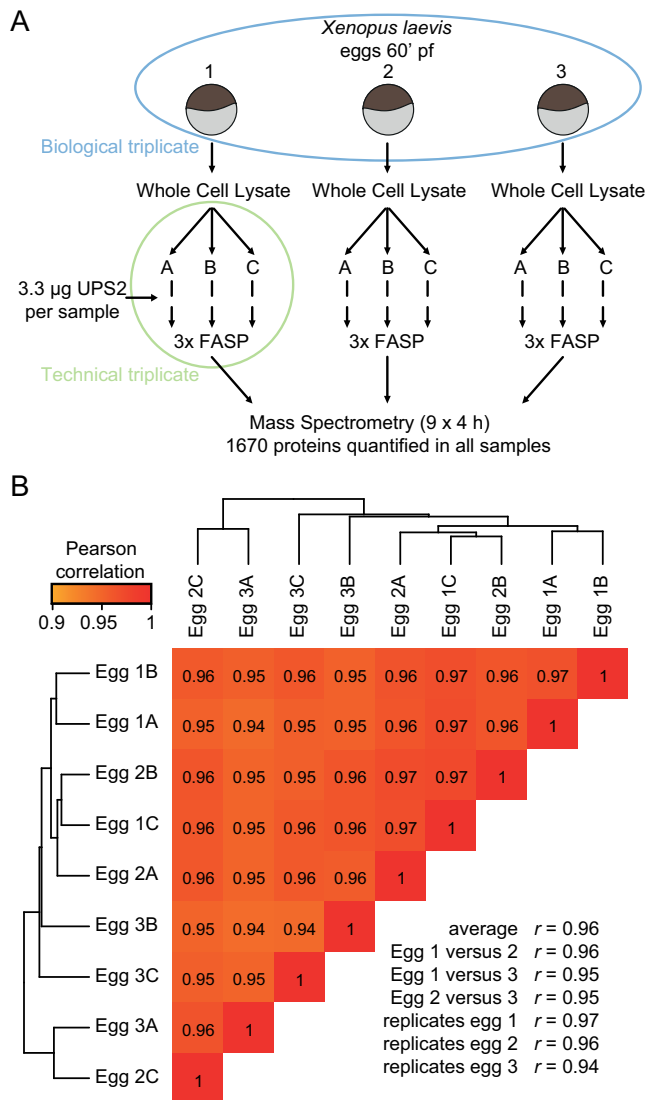 A
Xenopus laevis
eggs 60' pf
1 2 3
Biological triplicate
Whole Cell Lysate Whole Cell Lysate Whole Cell Lysate
A B C A B C A B C
3.3 µg UPS2
per sample
3x FASP 3x FASP 3x FASP
Technical triplicate
Mass Spectrometry (9 x 4 h)
1670 proteins quantified in all samples
B
Pearson
correlation
0.9 0.95 1
Egg 2C Egg 3A Egg 3C Egg 3B Egg 2A Egg 1C Egg 2B Egg 1A Egg 1B
Egg 1B 0.96 0.95 0.96 0.95 0.96 0.97 0.96 0.97 1
Egg 1A 0.95 0.94 0.95 0.95 0.96 0.97 0.96 1
Egg 2B 0.96 0.95 0.95 0.96 0.97 0.97 1
Egg 1C 0.96 0.95 0.96 0.96 0.97 1
Egg 2A 0.96 0.95 0.96 0.96 1
Egg 3B 0.95 0.94 0.94 1
Egg 3C 0.95 0.95 1
Egg 3A 0.96 1
Egg 2C 1
average r = 0.96
Egg 1 versus 2 r = 0.96
Egg 1 versus 3 r = 0.95
Egg 2 versus 3 r = 0.95
replicates egg 1 r = 0.97
replicates egg 2 r = 0.96
replicates egg 3 r = 0.94